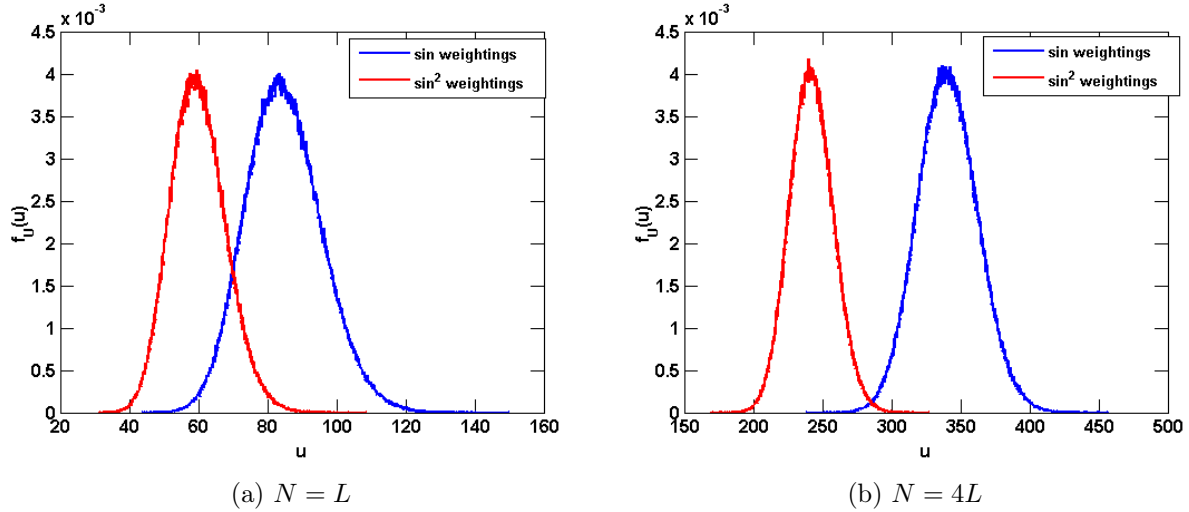 x 10⁻³
4.5
4
3.5
3
2.5
2
1.5
1
0.5
0
f_U(u)
20 40 60 80 100 120 140 160
u
sin weightings
sin² weightings
(a) N = L
x 10⁻³
4.5
4
3.5
3
2.5
2
1.5
1
0.5
0
f_U(u)
150 200 250 300 350 400 450 500
u
sin weightings
sin² weightings
(b) N = 4L